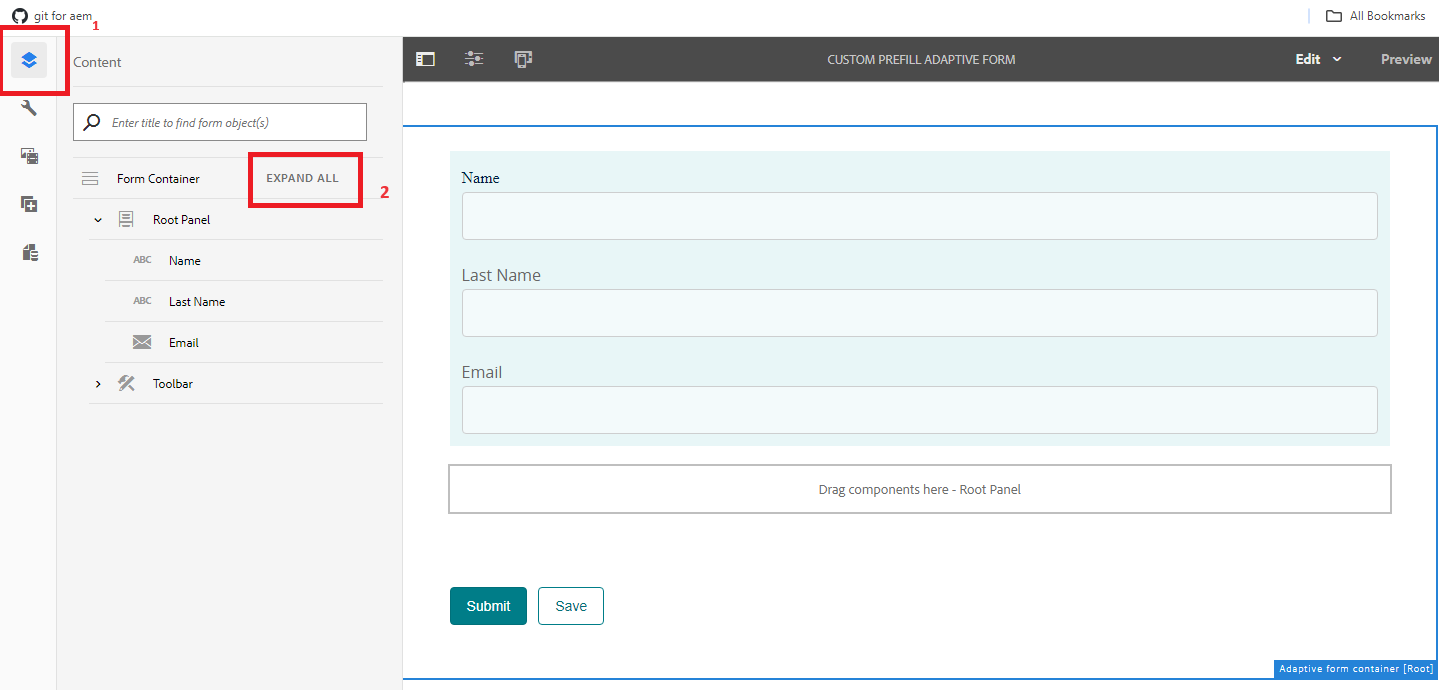 git for aem
1
All Bookmarks
Content
CUSTOM PREFILL ADAPTIVE FORM
Edit
Preview
Enter title to find form object(s)
Form Container
EXPAND ALL
2
Root Panel
ABC Name
ABC Last Name
Email
Toolbar
Name
Last Name
Email
Drag components here - Root Panel
Submit
Save
Adaptive form container [Root]